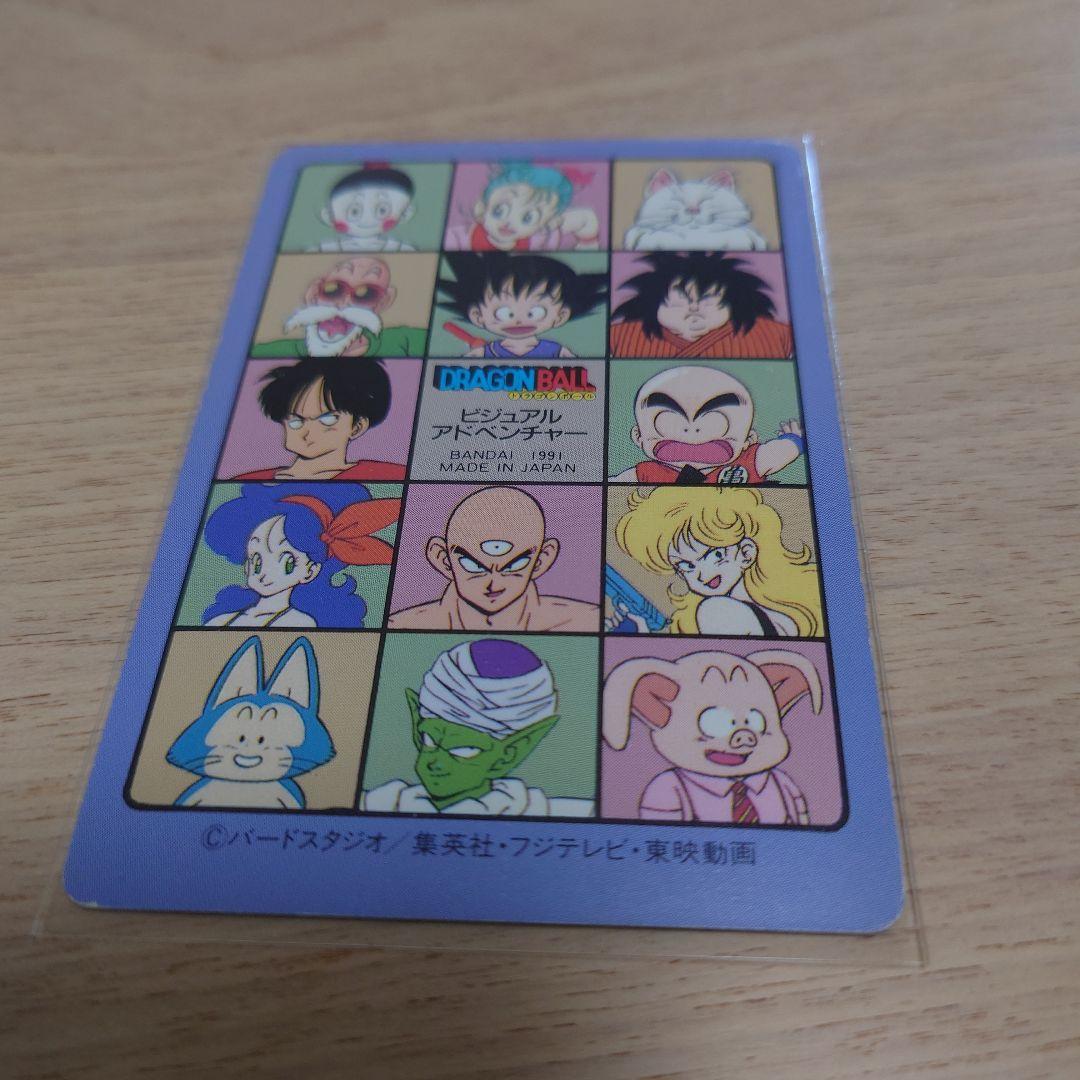 DRAGON BALL
ドラゴンボール
ビジュアル
アドベンチャー
BANDAI 1991
MADE IN JAPAN
亀
©バードスタジオ/集英社・フジテレビ・東映動画